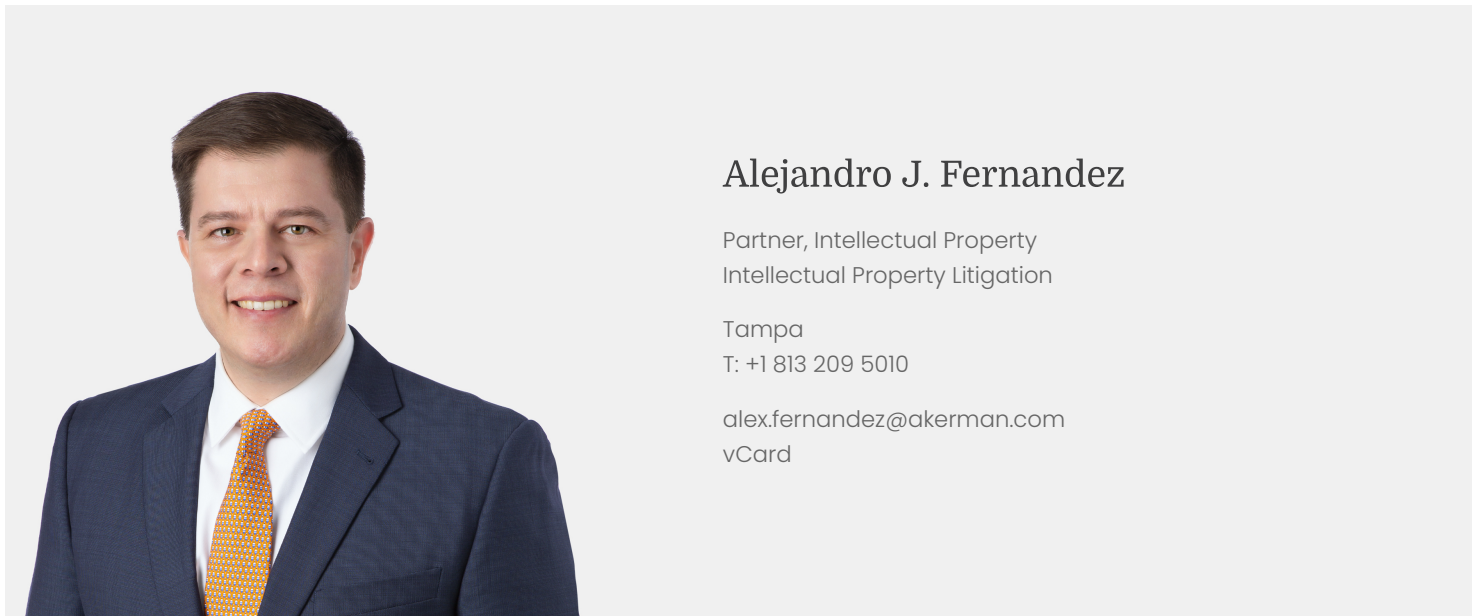 Alejandro J. Fernandez
Partner, Intellectual Property
Intellectual Property Litigation
Tampa
T: +1 813 209 5010
alex.fernandez@akerman.com
vCard